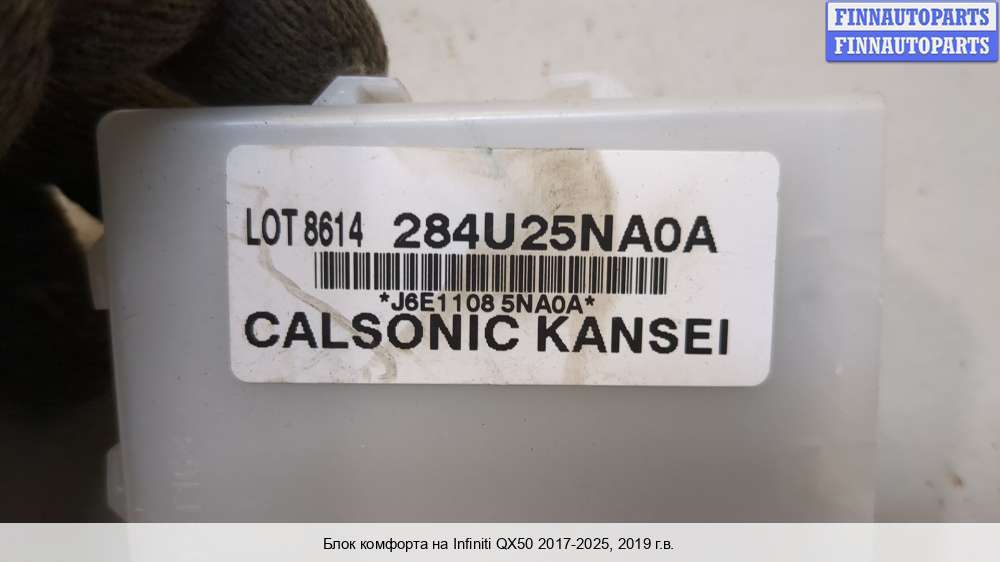 FINNAUTOPARTS
FINNAUTOPARTS
LOT 8614 284U25NA0A
*J6E1108 5NA0A*
CALSONIC KANSEI
Блок комфорта на Infiniti QX50 2017-2025, 2019 г.в.